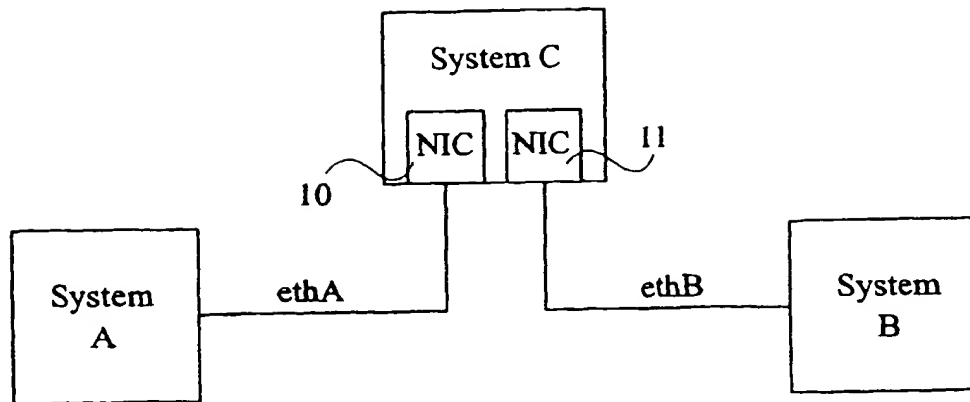 System C
NIC
NIC
10
11
System
A
ethA
ethB
System
B